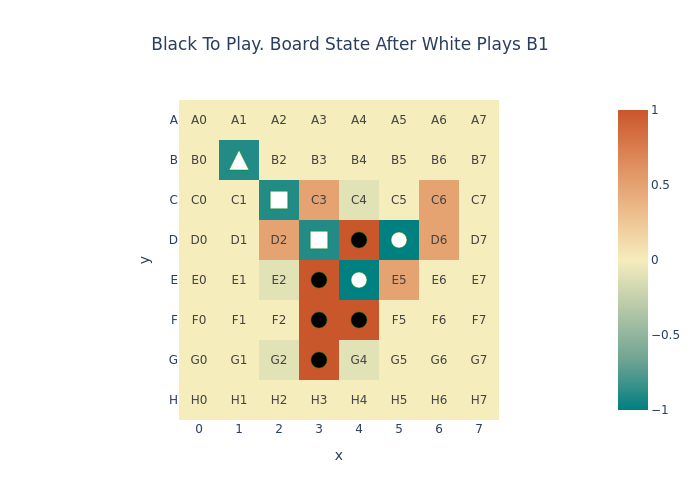 Black To Play. Board State After White Plays B1
A A0 A1 A2 A3 A4 A5 A6 A7
B B0 B2 B3 B4 B5 B6 B7
C C0 C1 C3 C4 C5 C6 C7
D D0 D1 D2 D6 D7
E E0 E1 E2 E5 E6 E7
F F0 F1 F2 F5 F6 F7
G G0 G1 G2 G4 G5 G6 G7
H H0 H1 H2 H3 H4 H5 H6 H7
0 1 2 3 4 5 6 7
x
y
1
0.5
0
−0.5
−1